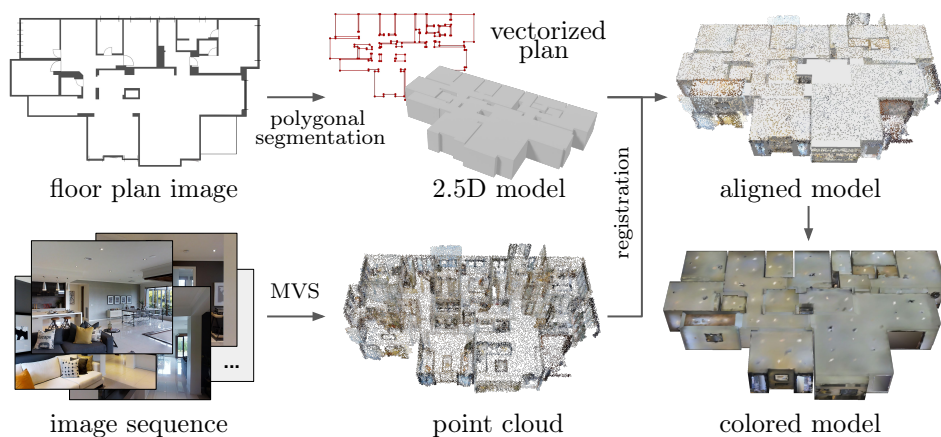 vectorized
plan
polygonal
segmentation
floor plan image
2.5D model
aligned model
registration
MVS
...
image sequence
point cloud
colored model